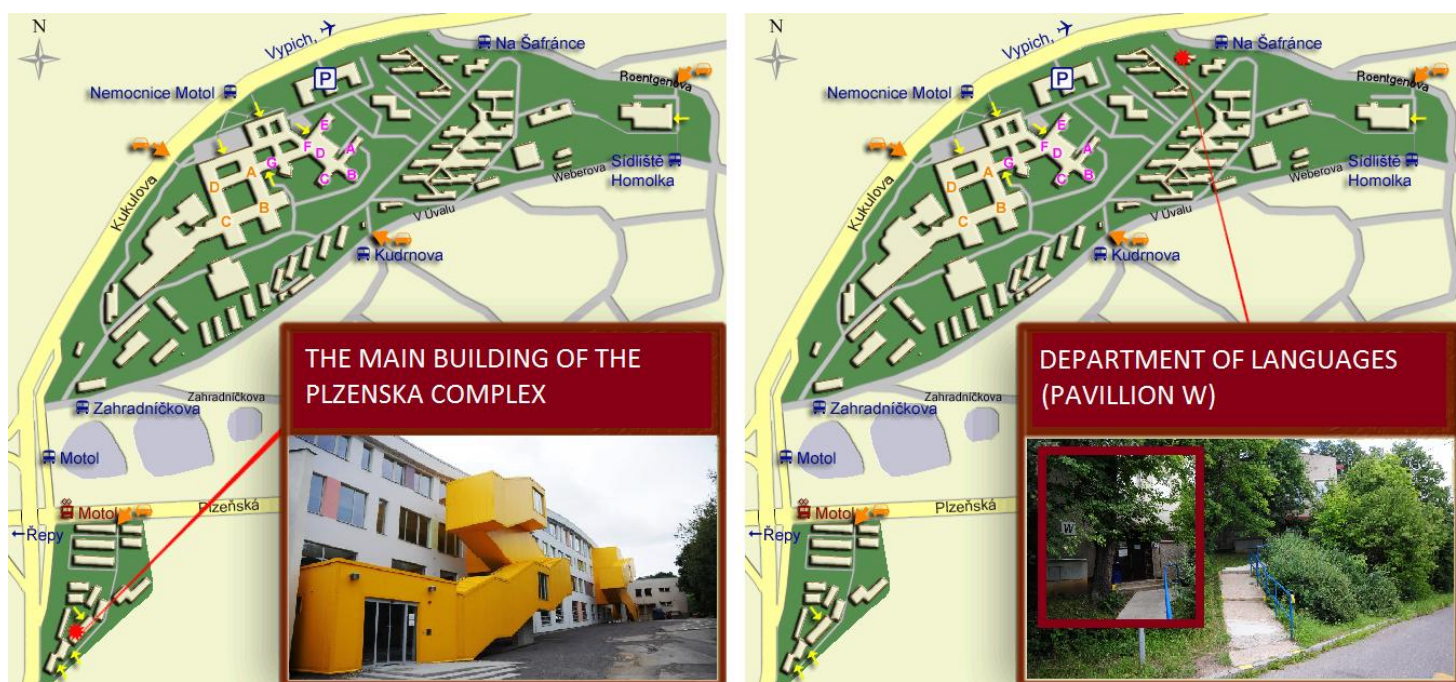 N
Vypich,
Na Šafránce
P
Roentgenova
Nemocnice Motol
E
F
D
A
G
C
B
A
D
B
C
Sídliště
Homolka
Weberova
Kukulova
V Úvalu
Kudrnova
THE MAIN BUILDING OF THE
PLZENSKA COMPLEX
Zahradníčkova
Zahradníčkova
Motol
Plzeňská
Motol
Řepy
N
Vypich,
Na Šafránce
P
Roentgenova
Nemocnice Motol
E
F
D
A
G
C
B
A
D
B
C
Sídliště
Homolka
Weberova
Kukulova
V Úvalu
Kudrnova
DEPARTMENT OF LANGUAGES
(PAVILLION W)
Zahradníčkova
Zahradníčkova
Motol
Plzeňská
Motol
Řepy
W